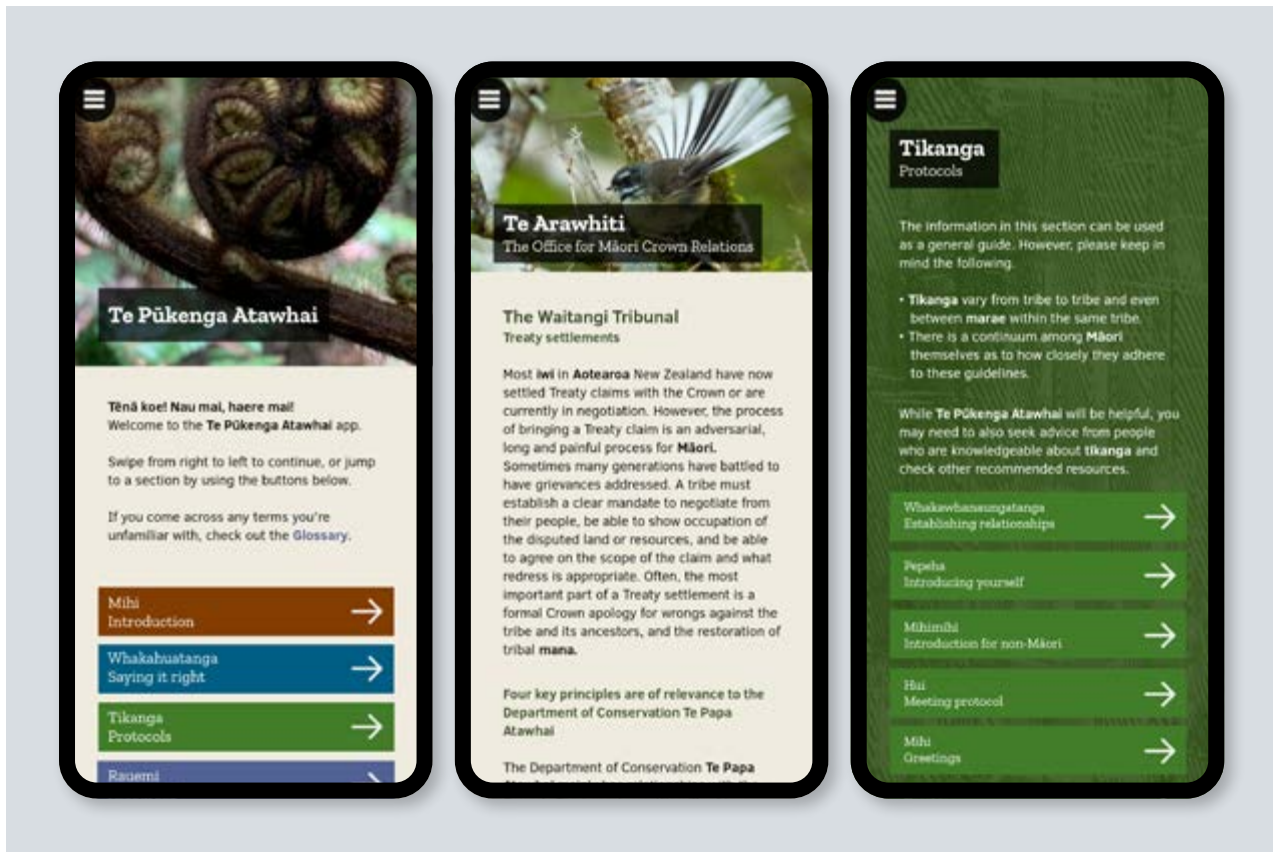 Te Pūkenga Atawhai
Tēnā koe! Nau mai, haere mai!
Welcome to the Te Pūkenga Atawhai app.
Swipe from right to left to continue, or jump
to a section by using the buttons below.
If you come across any terms you're
unfamiliar with, check out the Glossary.
Mihi
Introduction
Whakahuatanga
Saying it right
Tikanga
Protocols
Rauemi
Te Arawhiti
The Office for Māori Crown Relations
The Waitangi Tribunal
Treaty settlements
Most iwi in Aotearoa New Zealand have now
settled Treaty claims with the Crown or are
currently in negotiation. However, the process
of bringing a Treaty claim is an adversarial,
long and painful process for Māori.
Sometimes many generations have battled to
have grievances addressed. A tribe must
establish a clear mandate to negotiate from
their people, be able to show occupation of
the disputed land or resources, and be able
to agree on the scope of the claim and what
redress is appropriate. Often, the most
important part of a Treaty settlement is a
formal Crown apology for wrongs against the
tribe and its ancestors, and the restoration of
tribal mana.
Four key principles are of relevance to the
Department of Conservation Te Papa
Atawhai
The Department of Conservation Te Papa
Tikanga
Protocols
The information in this section can be used
as a general guide. However, please keep in
mind the following.
• Tikanga vary from tribe to tribe and even
between marae within the same tribe.
• There is a continuum among Māori
themselves as to how closely they adhere
to these guidelines.
While Te Pūkenga Atawhai will be helpful, you
may need to also seek advice from people
who are knowledgeable about tikanga and
check other recommended resources.
Whakawhanaungatanga
Establishing relationships
Pepeha
Introducing yourself
Mihimihi
Introduction for non-Māori
Hui
Meeting protocol
Mihi
Greetings